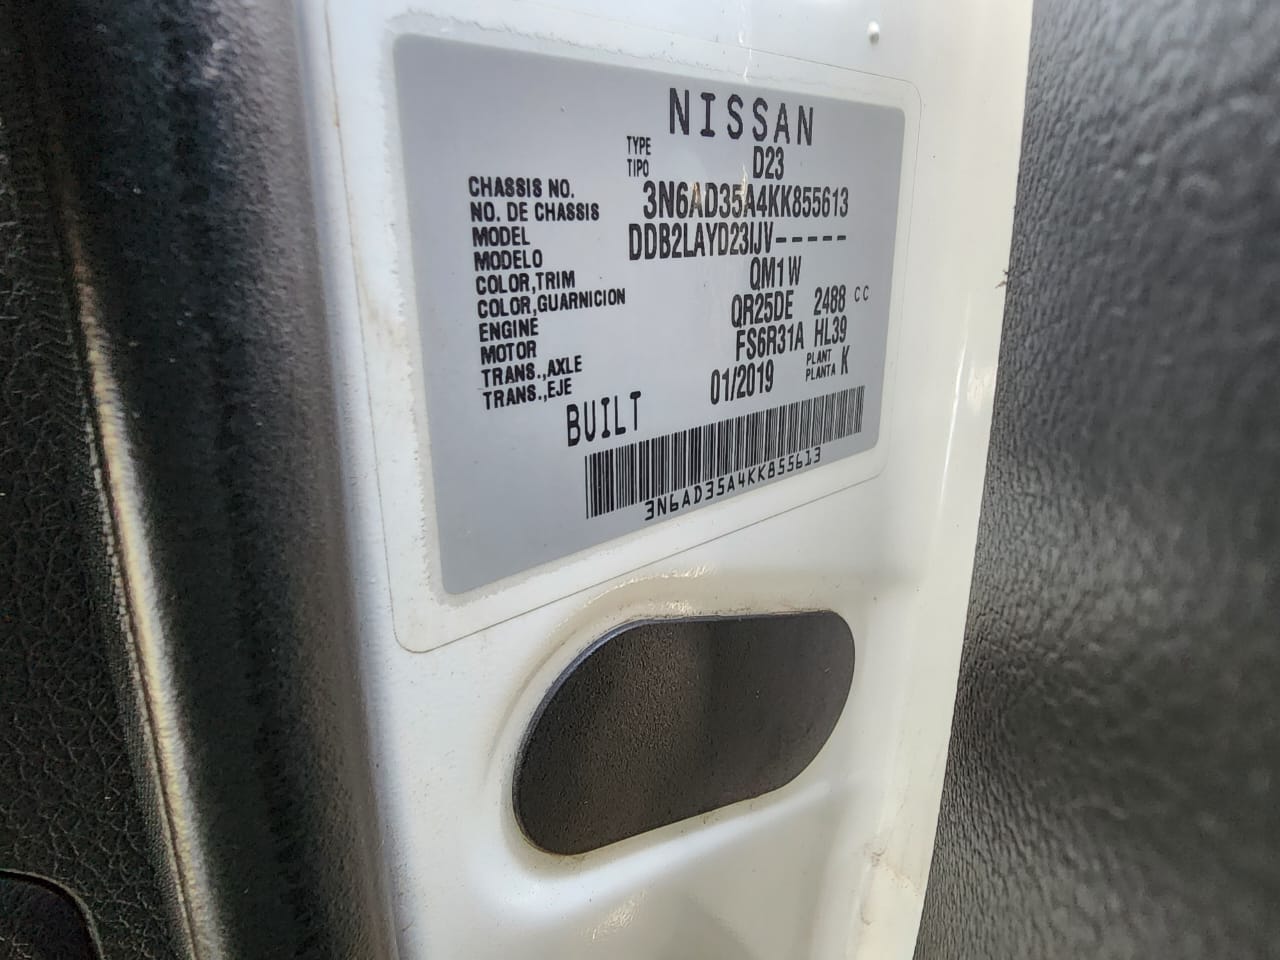 NISSAN
TYPE
TIPO D23
CHASSIS NO.
NO. DE CHASSIS 3N6AD35A4KK855613
MODEL
MODELO DDB2LAYD23IJV-----
COLOR,TRIM
COLOR,GUARNICION QM1 W
ENGINE
MOTOR QR25DE 2488 CC
TRANS.,AXLE
TRANS.,EJE FS6R31A HL39
BUILT 01/2019
PLANT
PLANTA K
3N6AD35A4KK855613